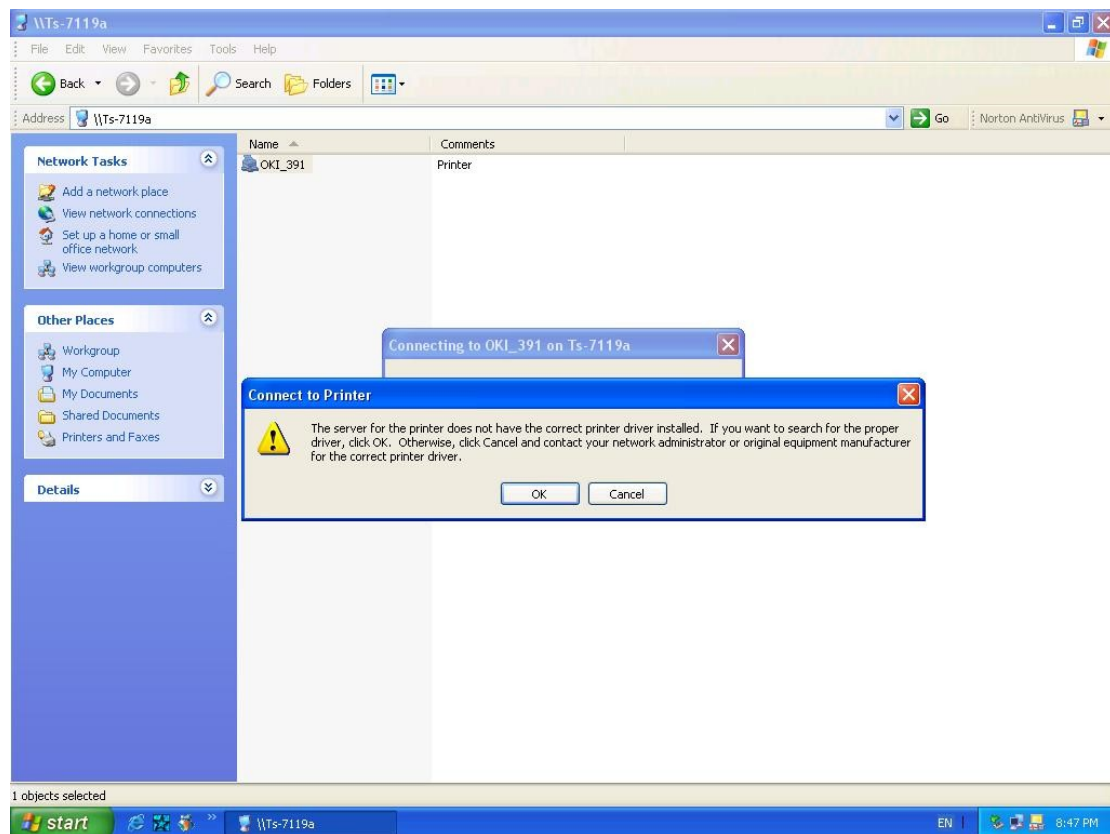 \\Ts-7119a
File Edit View Favorites Tools Help
Back Search Folders
Address \\Ts-7119a Go Norton AntiVirus
Name Comments
Network Tasks
OKI_391 Printer
Add a network place
View network connections
Set up a home or small
office network
View workgroup computers
Other Places
Workgroup
My Computer
My Documents
Shared Documents
Printers and Faxes
Details
Connecting to OKI_391 on Ts-7119a
Connect to Printer
The server for the printer does not have the correct printer driver installed. If you want to search for the proper
driver, click OK. Otherwise, click Cancel and contact your network administrator or original equipment manufacturer
for the correct printer driver.
OK Cancel
1 objects selected
start » \\Ts-7119a EN 8:47 PM